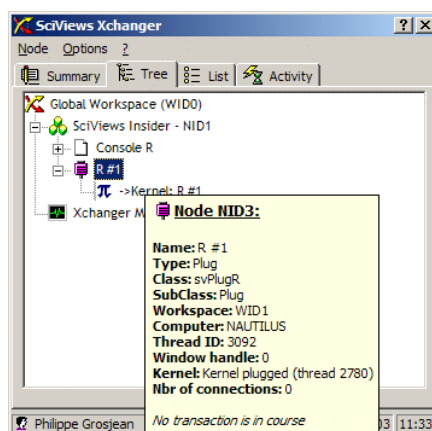 SciViews Xchanger
Node Options ?
Summary Tree List Activity
Global Workspace (WID0)
SciViews Insider - NID1
Console R
R #1
->Kernel: R #1
Xchanger M
Node NID3:
Name: R #1
Type: Plug
Class: svPlugR
SubClass: Plug
Workspace: WID1
Computer: NAUTILUS
Thread ID: 3092
Window handle: 0
Kernel: Kernel plugged (thread 2780)
Nbr of connections: 0
No transaction is in course
Philippe Grosjean 03 11:33